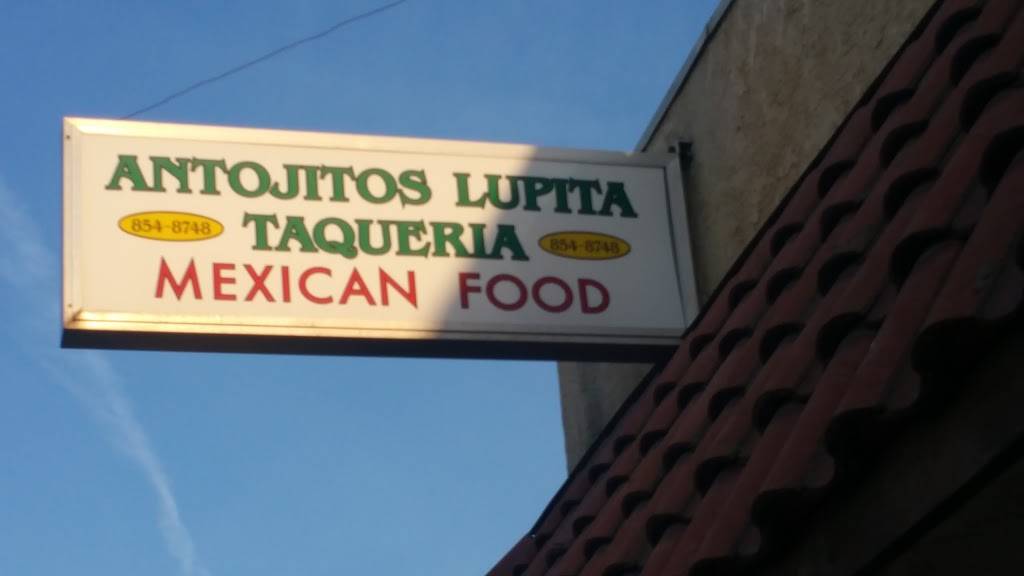 ANTOJITOS LUPITA
854-8748 TAQUERIA 854-8748
MEXICAN FOOD